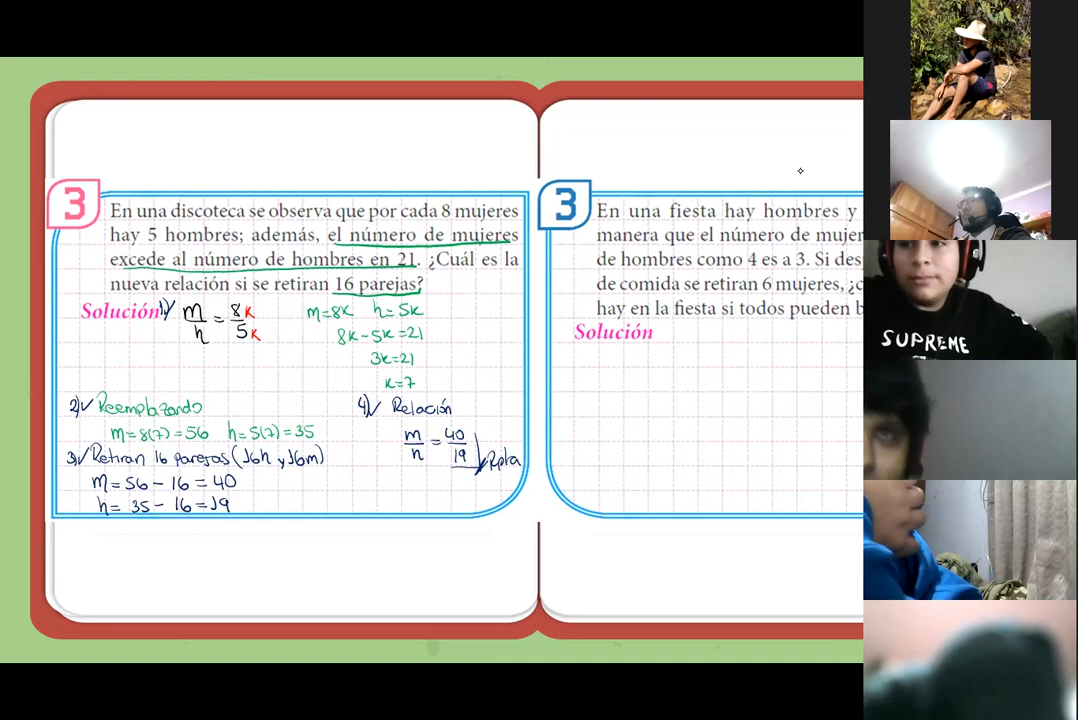 3
En una discoteca se observa que por cada 8 mujeres
hay 5 hombres; además, el número de mujeres
excede al número de hombres en 21. ¿Cuál es la
nueva relación si se retiran 16 parejas?
Solución
1) m/h = 8k/5k
m=8k h=5k
8k-5k=21
3k=21
k=7
2) Reemplazando
m=8(7)=56 h=5(7)=35
3) Retiran 16 parejas (16h y 16m)
m=56-16=40
h=35-16=19
4) Relación
m/h = 40/19 Rpta
3
En una fiesta hay hombres y
manera que el número de mujer
de hombres como 4 es a 3. Si des
de comida se retiran 6 mujeres, ¿c
hay en la fiesta si todos pueden b
Solución
SUPREME